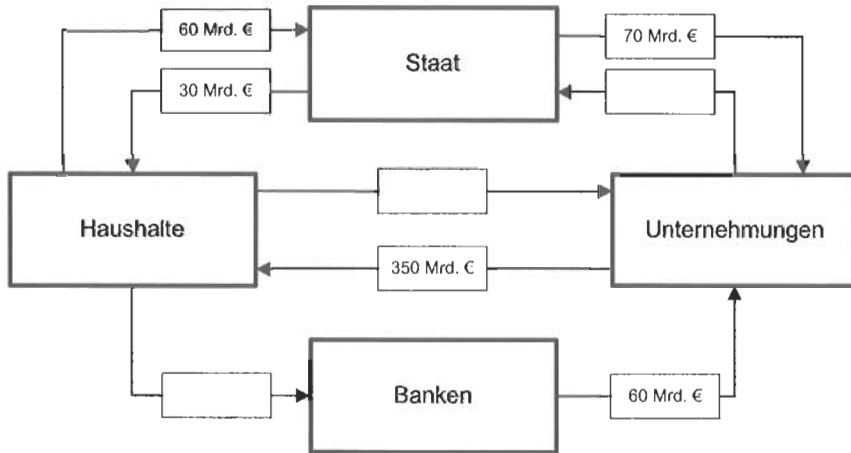 60 Mrd. €
70 Mrd. €
Staat
30 Mrd. €
Haushalte
Unternehmungen
350 Mrd. €
Banken
60 Mrd. €